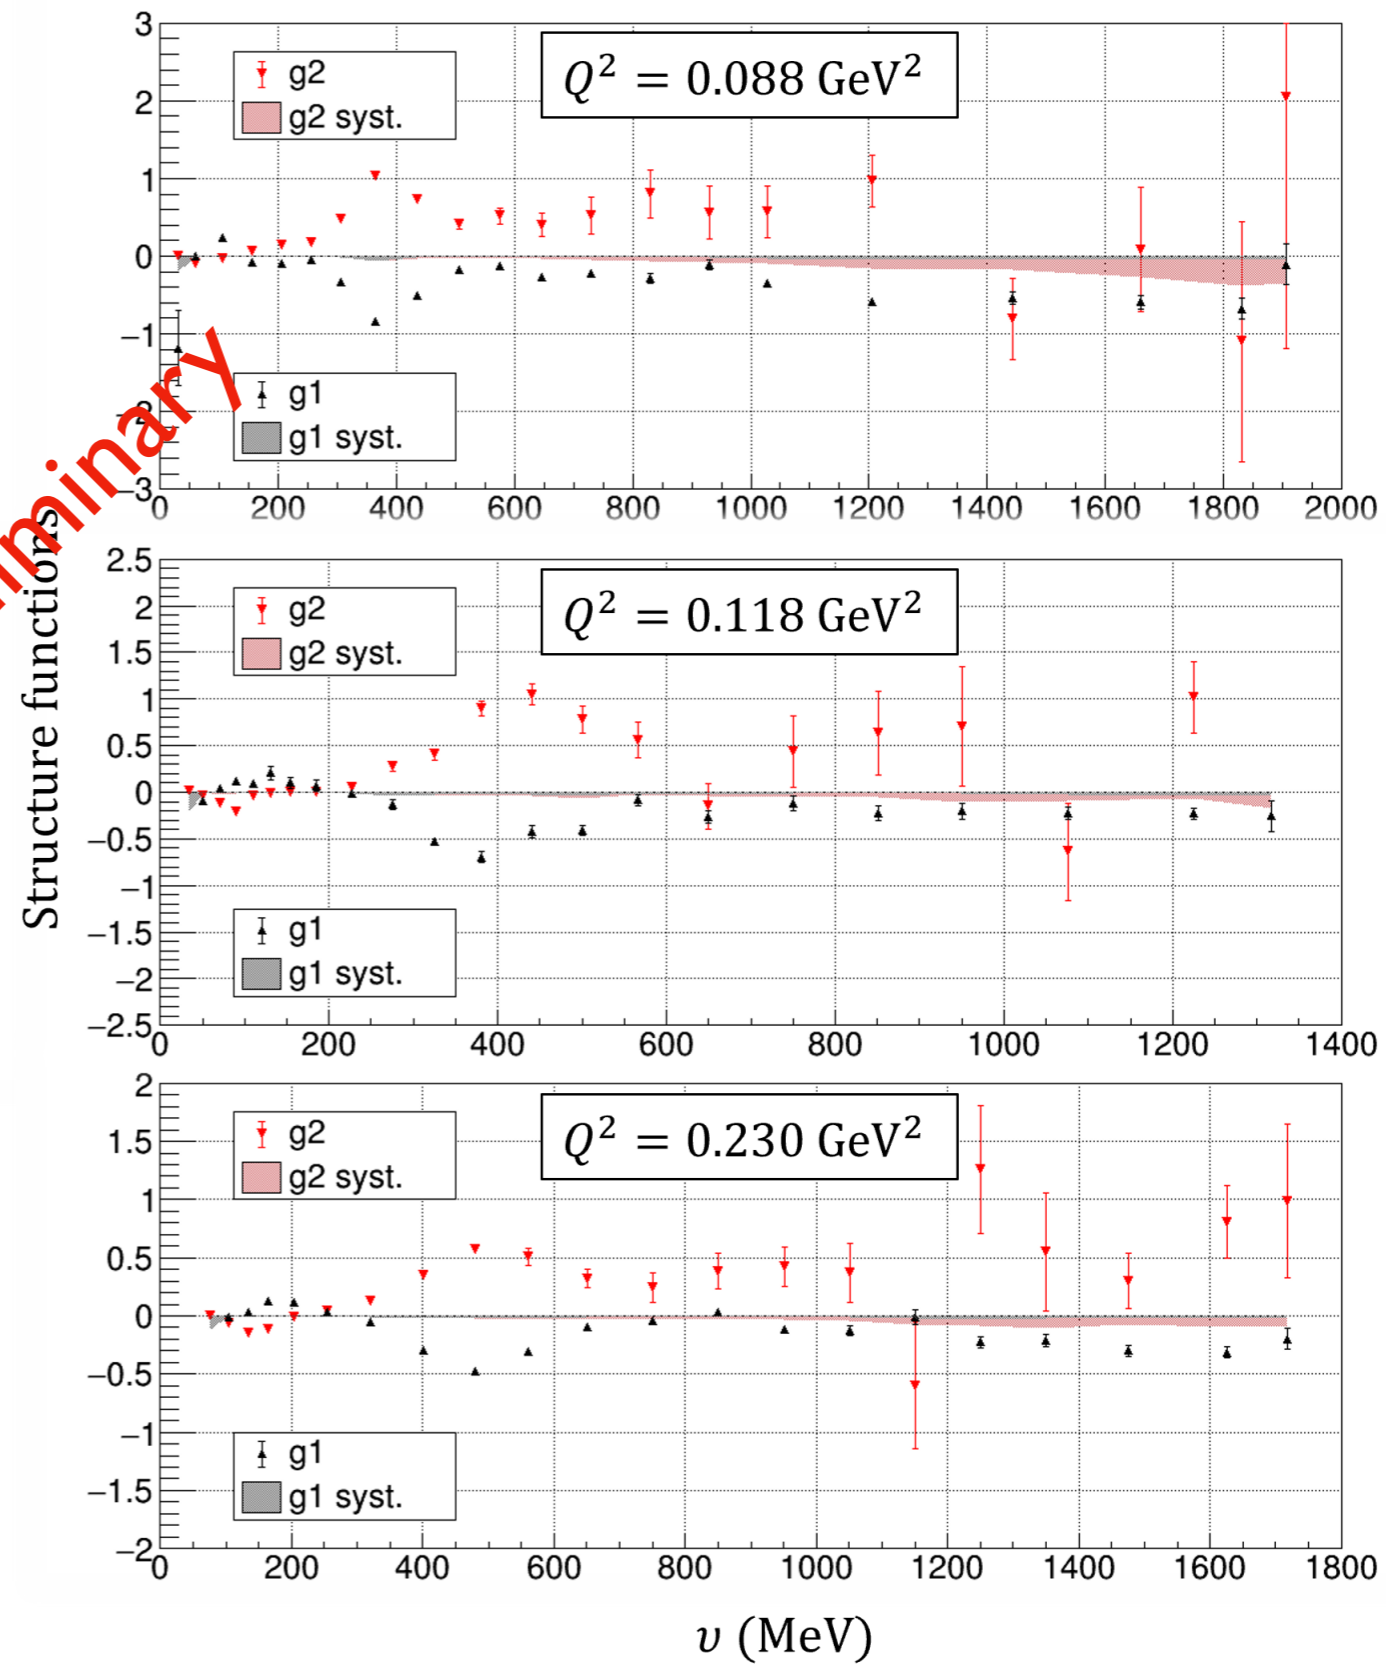 3
g2
Q² = 0.088 GeV²
2
g2 syst.
1
0
−1
g1
−2
g1 syst.
−3
0 200 400 600 800 1000 1200 1400 1600 1800 2000
iminary
Structure functions
2.5
g2
Q² = 0.118 GeV²
2
1.5
g2 syst.
1
0.5
0
−0.5
−1
g1
−1.5
g1 syst.
−2
−2.5
0 200 400 600 800 1000 1200 1400
2
g2
Q² = 0.230 GeV²
1.5
g2 syst.
1
0.5
0
−0.5
−1
g1
−1.5
g1 syst.
−2
0 200 400 600 800 1000 1200 1400 1600 1800
υ (MeV)